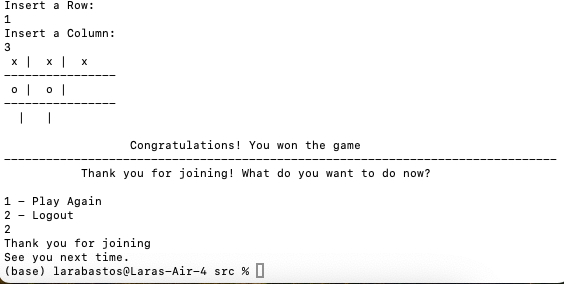 Insert a Row:
1
Insert a Column:
3
x | x | x
----------------
o | o |
----------------
| |
Congratulations! You won the game
-------------------------------------------------------------------------------
Thank you for joining! What do you want to do now?
1 - Play Again
2 - Logout
2
Thank you for joining
See you next time.
(base) larabastos@Laras-Air-4 src %